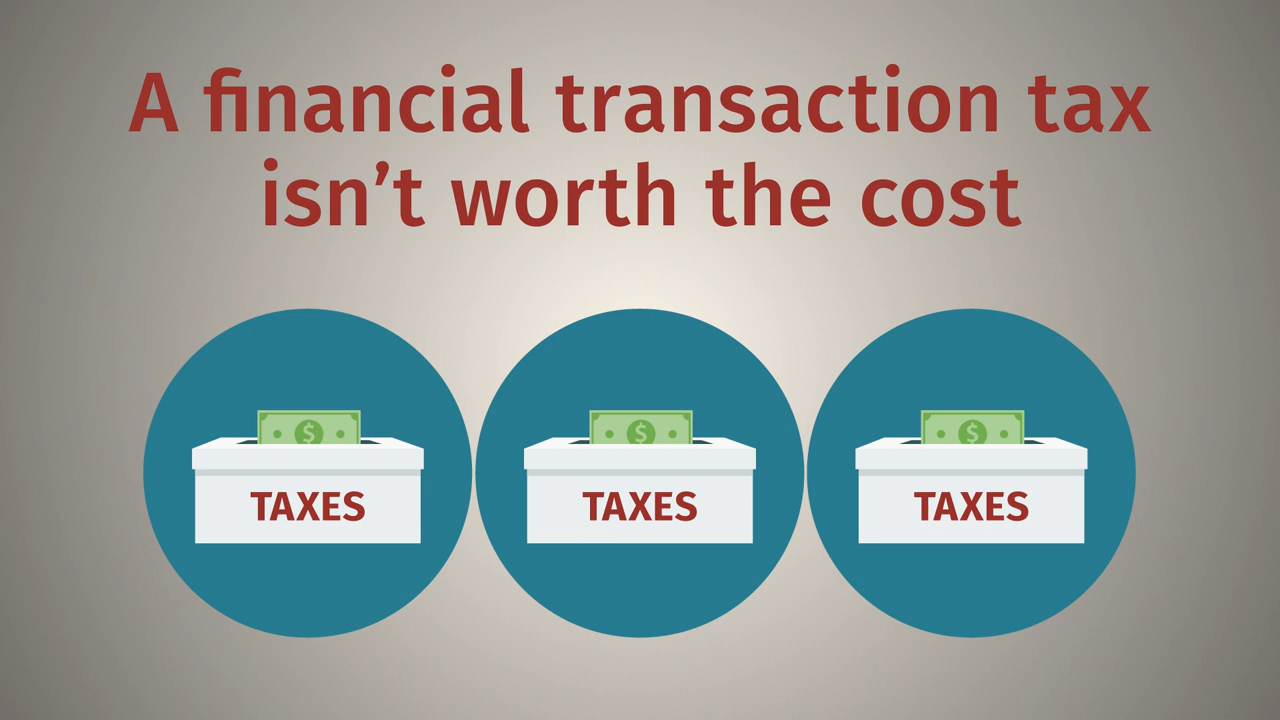 A financial transaction tax
isn’t worth the cost
$ $ $
TAXES TAXES TAXES